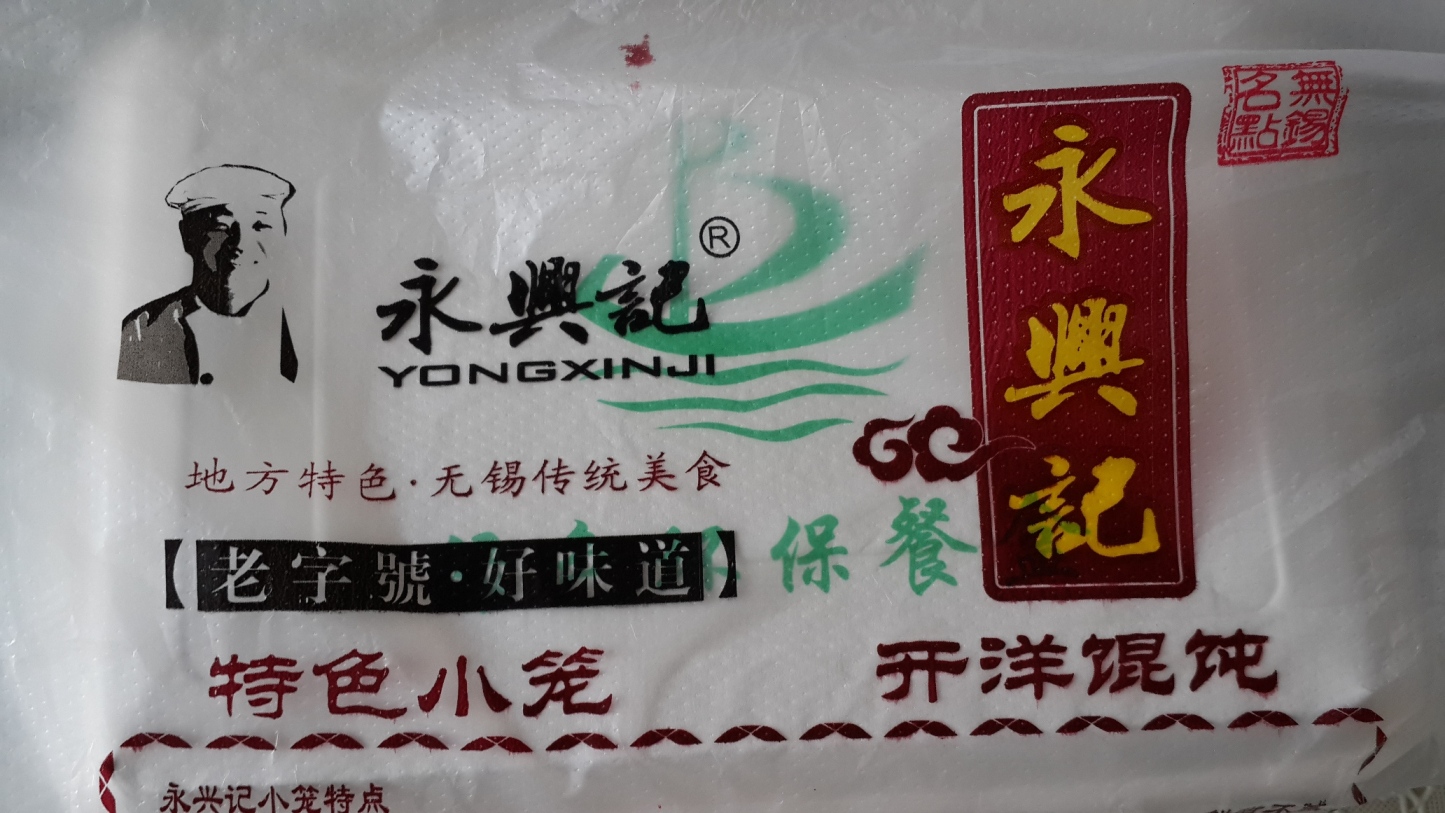 無錫
名點
永興記
永興記®
YONGXINJI
地方特色·无锡传统美食
保餐
【老字號·好味道】
特色小笼
开洋馄饨
永兴记小笼特点